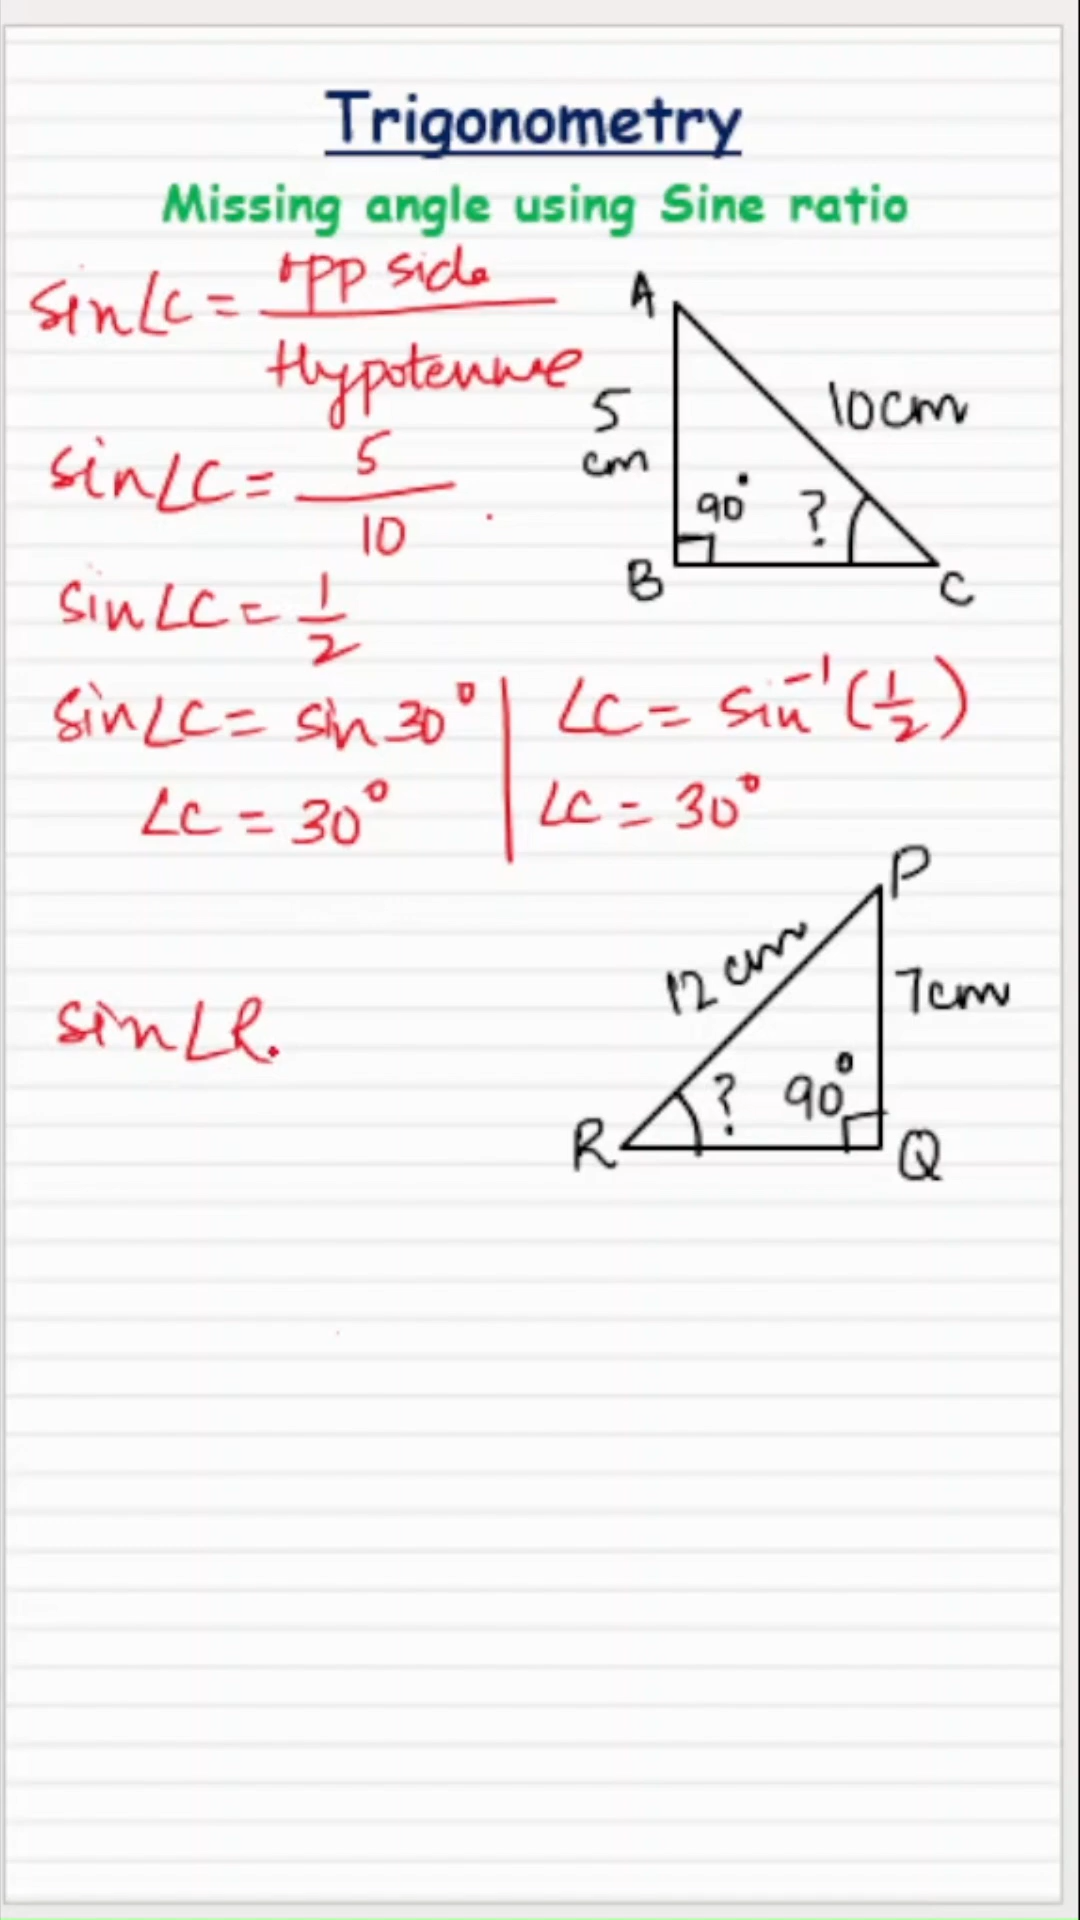 Trigonometry
Missing angle using Sine ratio
sin∠C = opp side / Hypotenuse
A
5 cm
10cm
90°
?
B
C
sin∠C = 5/10
sin∠C = 1/2
sin∠C = sin 30° | ∠C = sin⁻¹(1/2)
∠C = 30° | ∠C = 30°
P
12 cm
7cm
sin∠R.
?
90°
R
Q